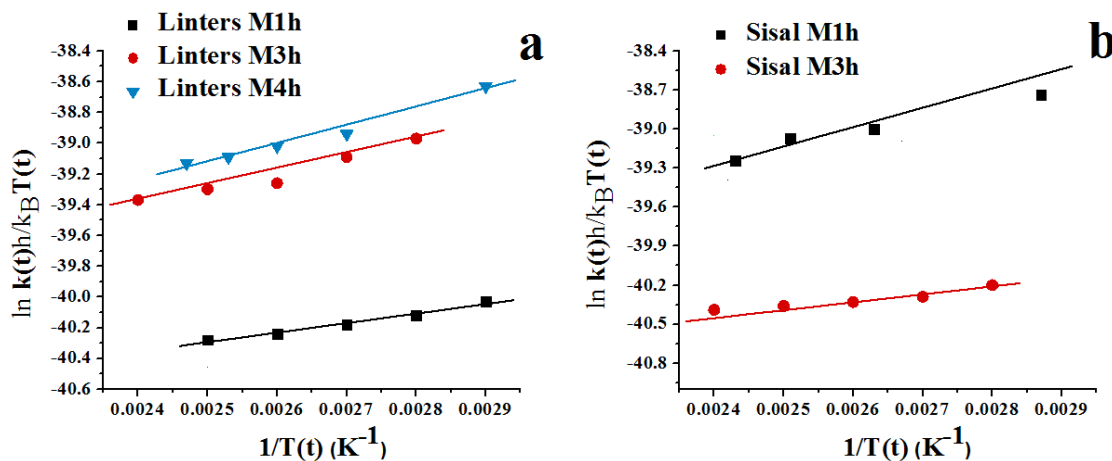 Linters M1h
Linters M3h
Linters M4h
a
-38.4
-38.6
-38.8
-39.0
-39.2
-39.4
-39.6
-39.8
-40.0
-40.2
-40.4
-40.6
ln k(t)h/k_BT(t)
0.0024 0.0025 0.0026 0.0027 0.0028 0.0029
1/T(t) (K⁻¹)
Sisal M1h
Sisal M3h
b
-38.4
-38.7
-39.0
-39.3
-39.6
-39.9
-40.2
-40.5
-40.8
ln k(t)h/k_BT(t)
0.0024 0.0025 0.0026 0.0027 0.0028 0.0029
1/T(t) (K⁻¹)